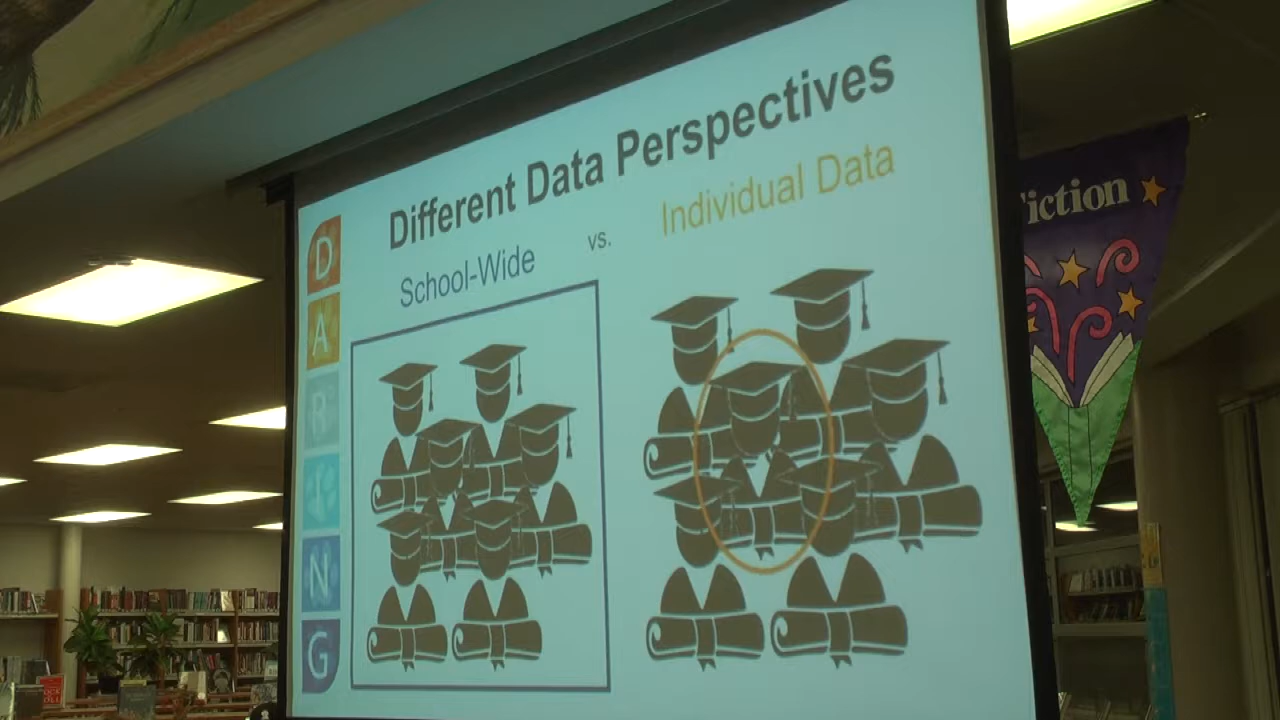 Different Data Perspectives
School-Wide
vs.
Individual Data
D
A
R
I
N
G
iction